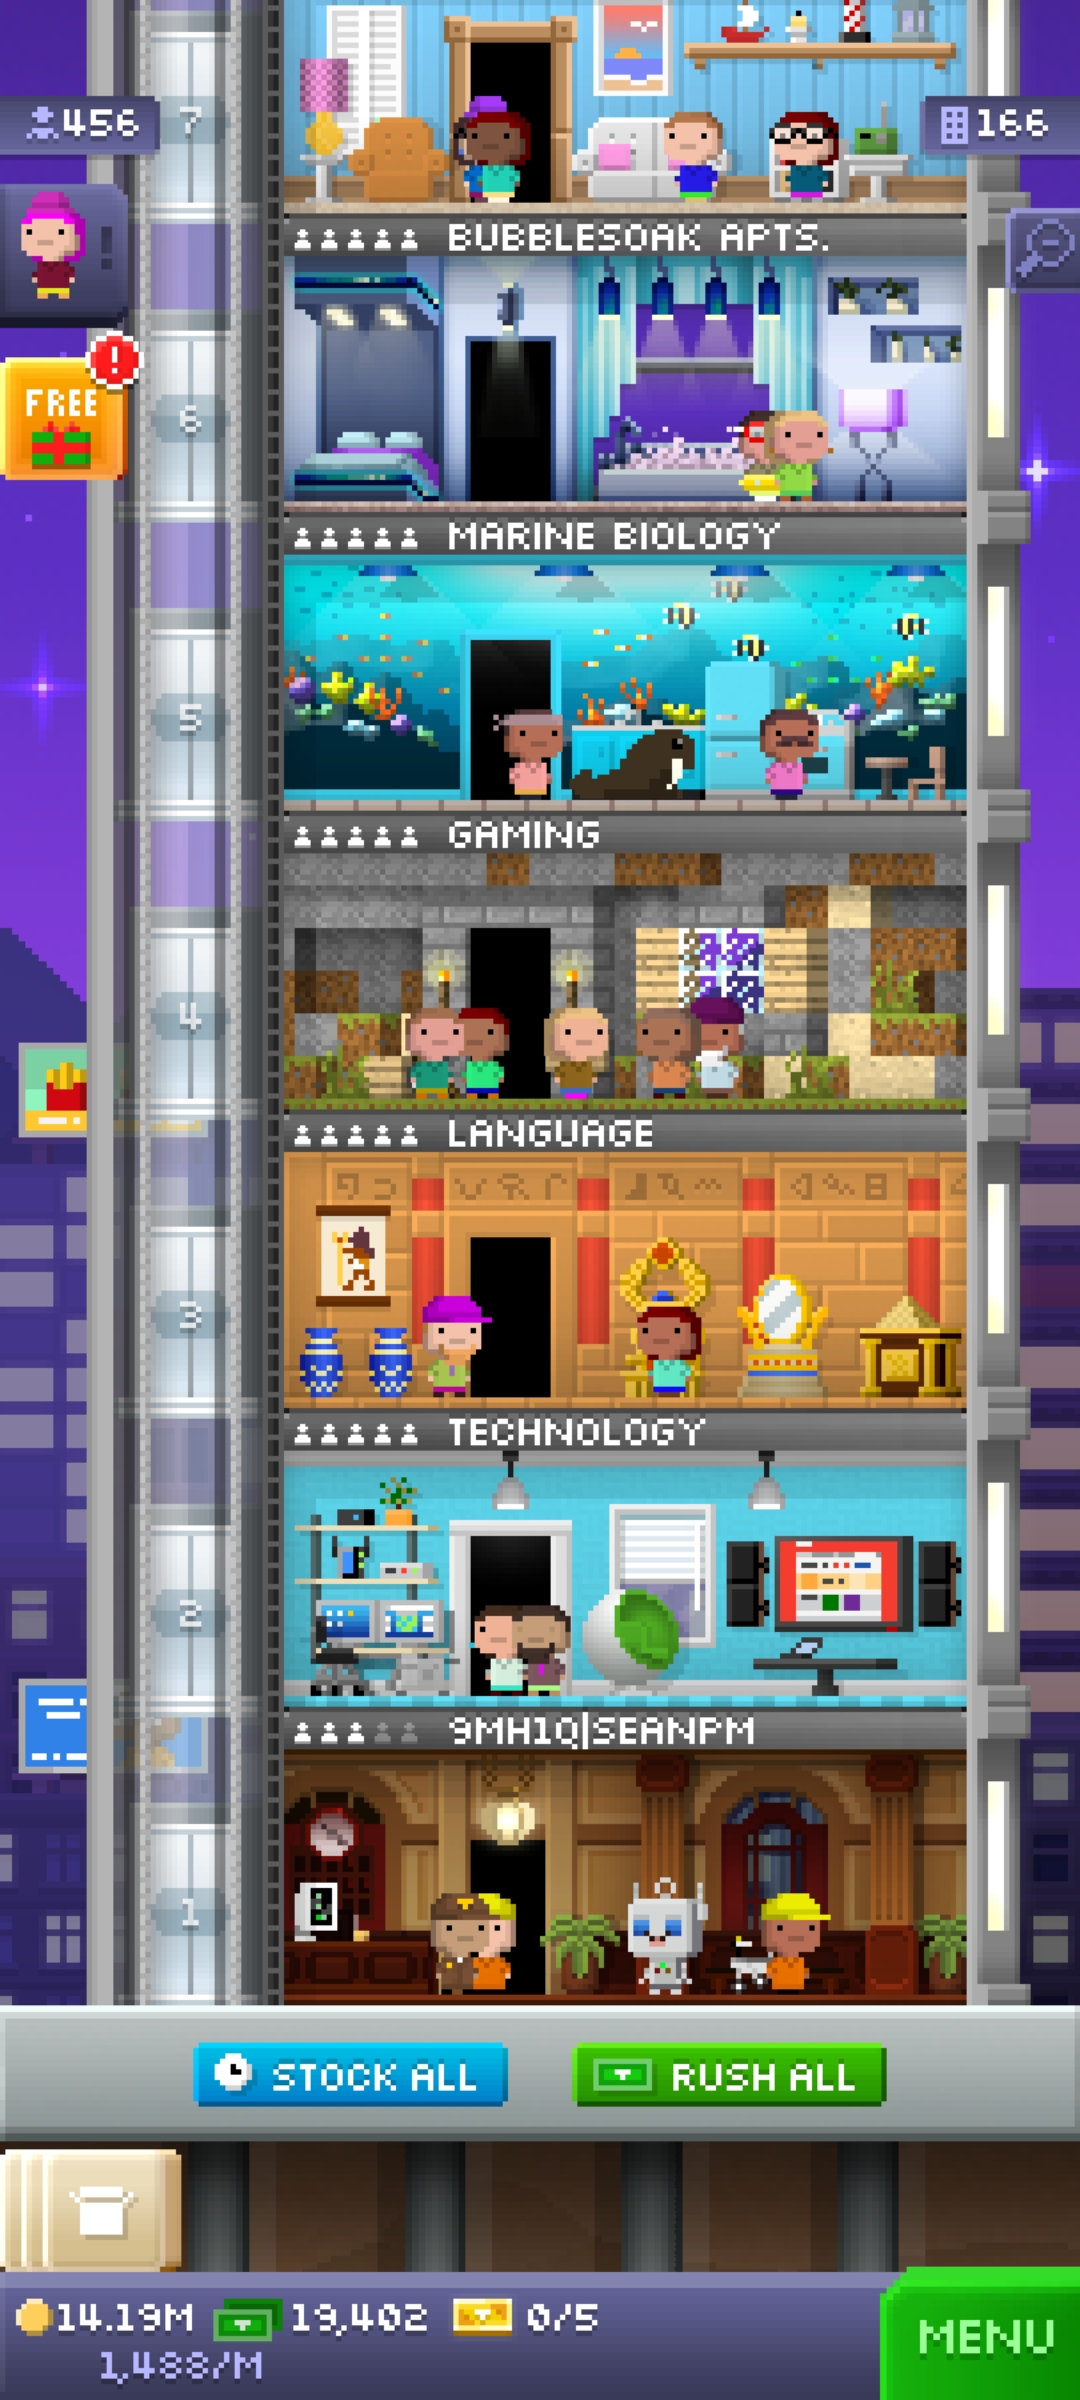 7
456
166
BUBBLESOAK APTS.
FREE
!
6
MARINE BIOLOGY
5
GAMING
4
LANGUAGE
3
TECHNOLOGY
2
9MH1Q|SEANPM
1
STOCK ALL
RUSH ALL
14.19M
19,402
0/5
1,488/M
MENU